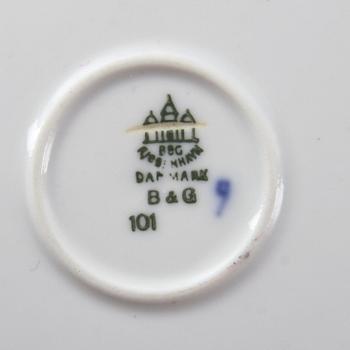 B&G
KJØBENHAVN
DANMARK
B & G
101
9